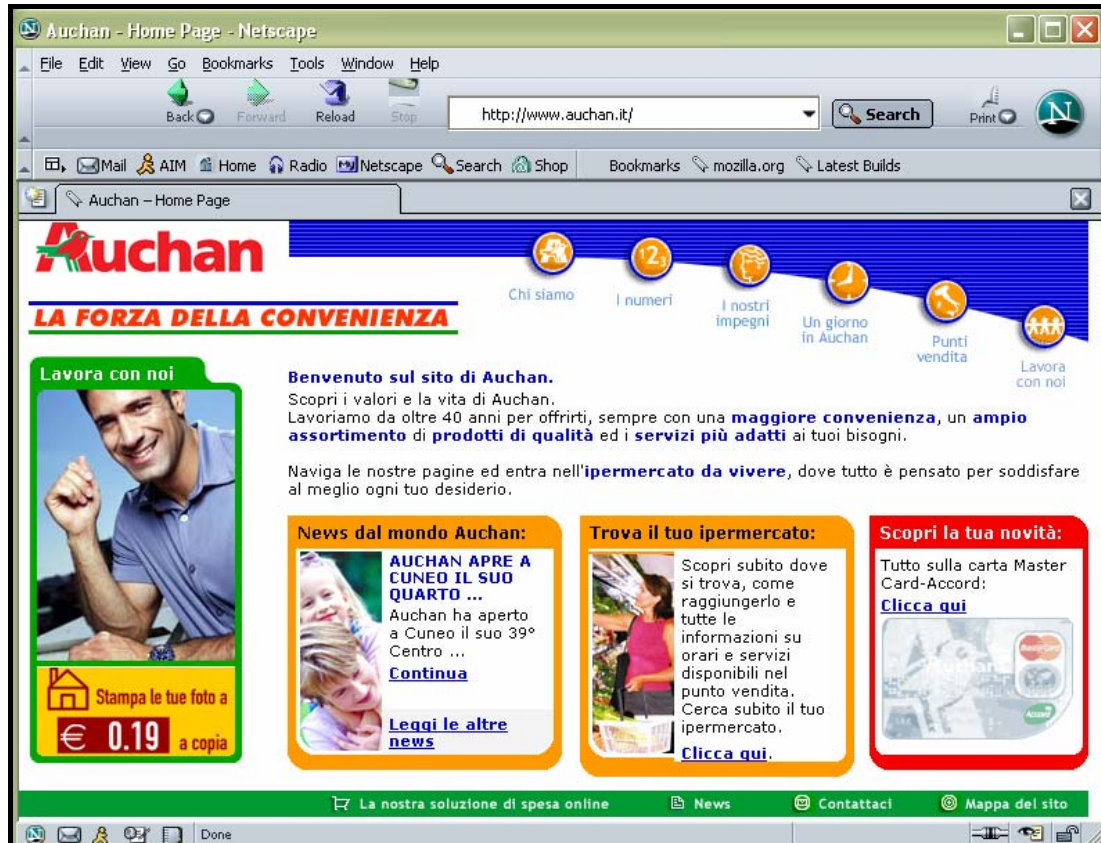 Auchan - Home Page - Netscape
File Edit View Go Bookmarks Tools Window Help
Back Forward Reload Stop http://www.auchan.it/ Search Print N
Mail AIM Home Radio Netscape Search Shop Bookmarks mozilla.org Latest Builds
Auchan – Home Page
Auchan
LA FORZA DELLA CONVENIENZA
Chi siamo
1 2 3
I numeri
I nostri
impegni
Un giorno
in Auchan
Punti
vendita
Lavora
con noi
Lavora con noi
Stampa le tue foto a
€ 0.19 a copia
Benvenuto sul sito di Auchan.
Scopri i valori e la vita di Auchan.
Lavoriamo da oltre 40 anni per offrirti, sempre con una maggiore convenienza, un ampio
assortimento di prodotti di qualità ed i servizi più adatti ai tuoi bisogni.
Naviga le nostre pagine ed entra nell'ipermercato da vivere, dove tutto è pensato per soddisfare
al meglio ogni tuo desiderio.
News dal mondo Auchan:
AUCHAN APRE A
CUNEO IL SUO
QUARTO ...
Auchan ha aperto
a Cuneo il suo 39°
Centro ...
Continua
Leggi le altre
news
Trova il tuo ipermercato:
Scopri subito dove
si trova, come
raggiungerlo e
tutte le
informazioni su
orari e servizi
disponibili nel
punto vendita.
Cerca subito il tuo
ipermercato.
Clicca qui.
Scopri la tua novità:
Tutto sulla carta Master
Card-Accord:
Clicca qui
Auchan
MasterCard
Accord
La nostra soluzione di spesa online News Contattaci Mappa del sito
Done